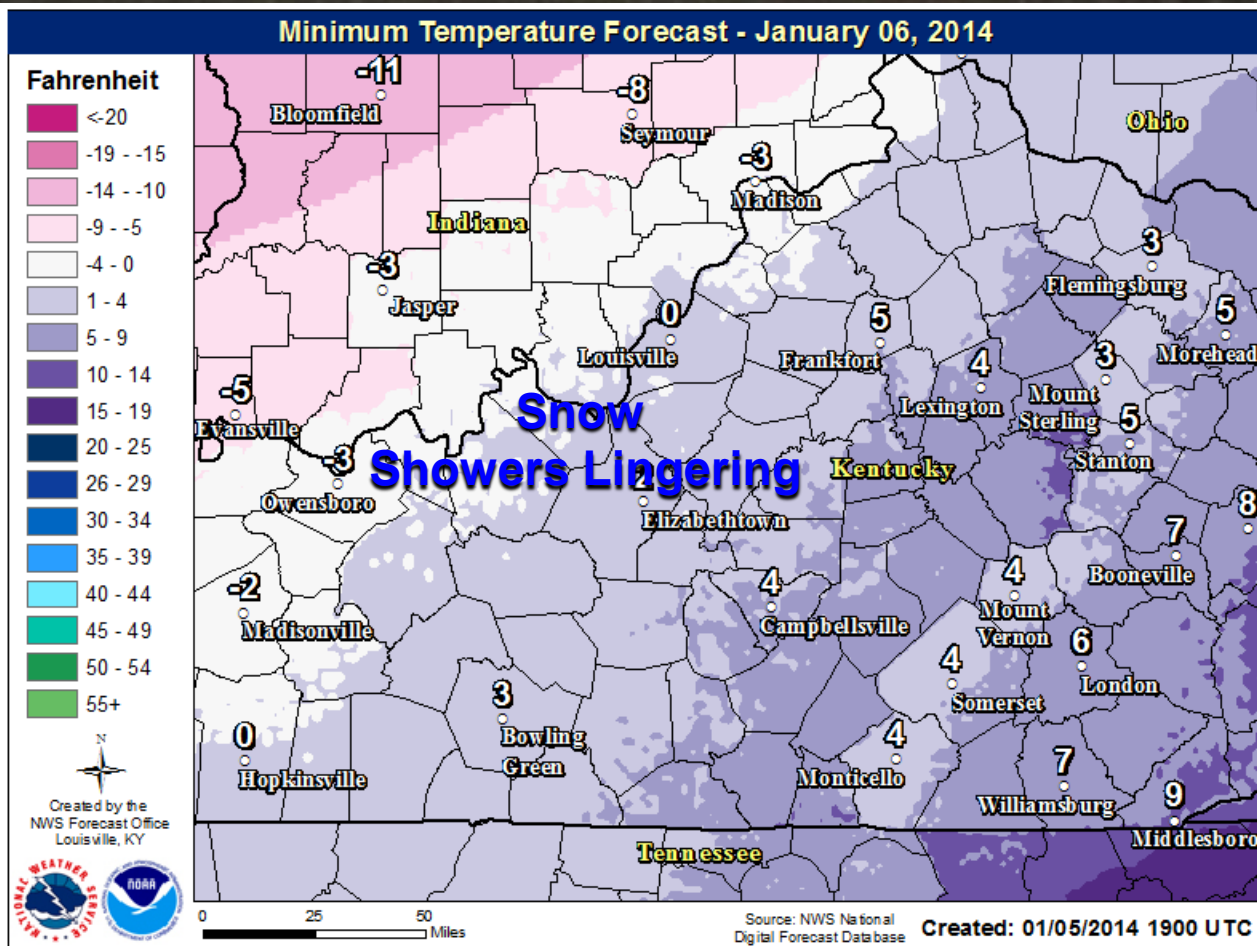 Minimum Temperature Forecast - January 06, 2014
Fahrenheit
<-20
-19 - -15
-14 - -10
-9 - -5
-4 - 0
1 - 4
5 - 9
10 - 14
15 - 19
20 - 25
26 - 29
30 - 34
35 - 39
40 - 44
45 - 49
50 - 54
55+
N
Created by the
NWS Forecast Office
Louisville, KY
NATIONAL WEATHER SERVICE
NOAA
-11
Bloomfield
-8
Seymour
Ohio
-3
Madison
Indiana
-3
Jasper
3
Flemingsburg
0
Louisville
5
Frankfort
5
Morehead
4
Lexington
3
Mount
Sterling
-5
Evansville
Snow
Showers Lingering
5
Stanton
Kentucky
-3
Owensboro
Elizabethtown
8
7
Booneville
-2
Madisonville
4
Campbellsville
4
Mount
Vernon
6
London
4
Somerset
3
Bowling
Green
0
Hopkinsville
4
Monticello
7
Williamsburg
9
Middlesboro
Tennessee
0 25 50
Miles
Source: NWS National
Digital Forecast Database
Created: 01/05/2014 1900 UTC